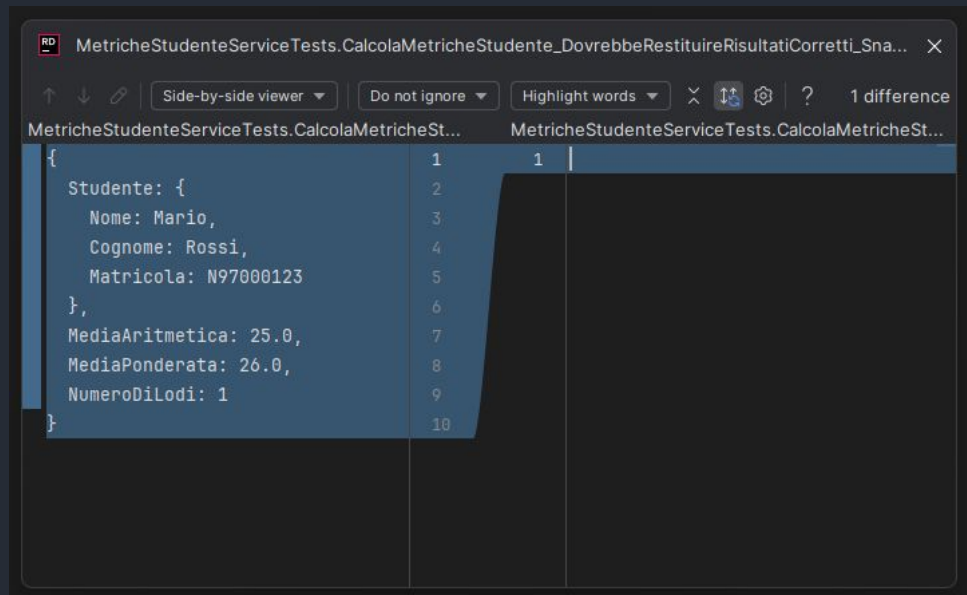 RD MetricheStudenteServiceTests.CalcolaMetricheStudente_DovrebbeRestituireRisultatiCorretti_Sna...
Side-by-side viewer Do not ignore Highlight words ? 1 difference
MetricheStudenteServiceTests.CalcolaMetricheSt... MetricheStudenteServiceTests.CalcolaMetricheSt...
{ 1 1
Studente: { 2
Nome: Mario, 3
Cognome: Rossi, 4
Matricola: N97000123 5
}, 6
MediaAritmetica: 25.0, 7
MediaPonderata: 26.0, 8
NumeroDiLodi: 1 9
} 10